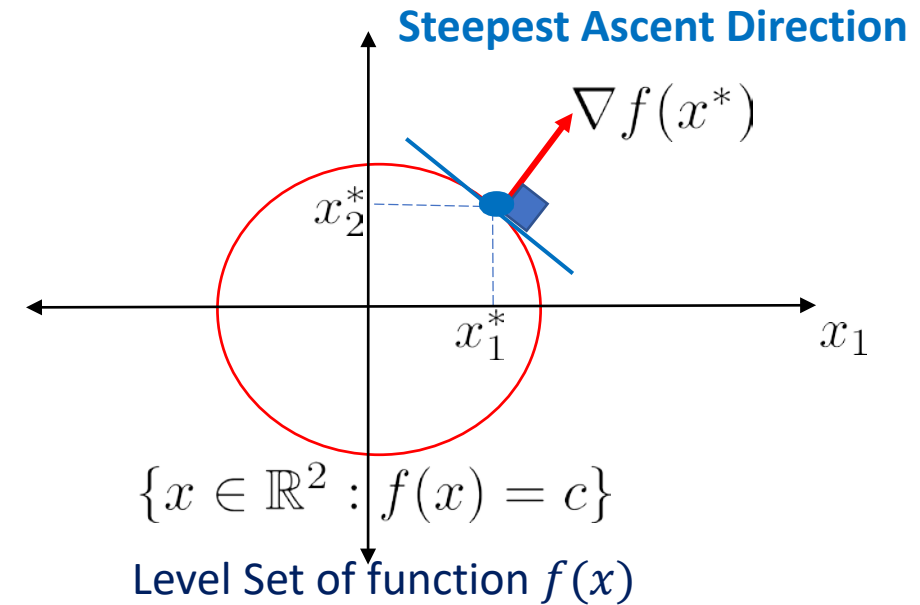 Steepest Ascent Direction
∇f(x*)
x₂*
x₁*
x₁
{x ∈ ℝ² : f(x) = c}
Level Set of function f(x)